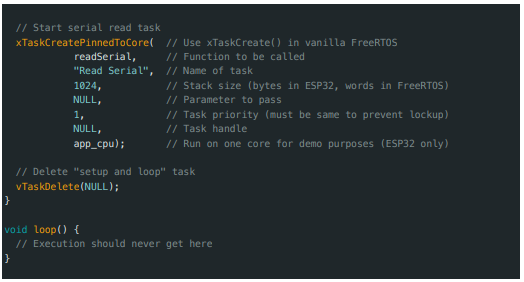 // Start serial read task
xTaskCreatePinnedToCore(  // Use xTaskCreate() in vanilla FreeRTOS
readSerial,     // Function to be called
"Read Serial",  // Name of task
1024,           // Stack size (bytes in ESP32, words in FreeRTOS)
NULL,           // Parameter to pass
1,              // Task priority (must be same to prevent lockup)
NULL,           // Task handle
app_cpu);       // Run on one core for demo purposes (ESP32 only)
// Delete "setup and loop" task
vTaskDelete(NULL);
}
void loop() {
// Execution should never get here
}